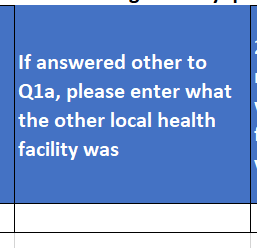 If answered other to
Q1a, please enter what
the other local health
facility was